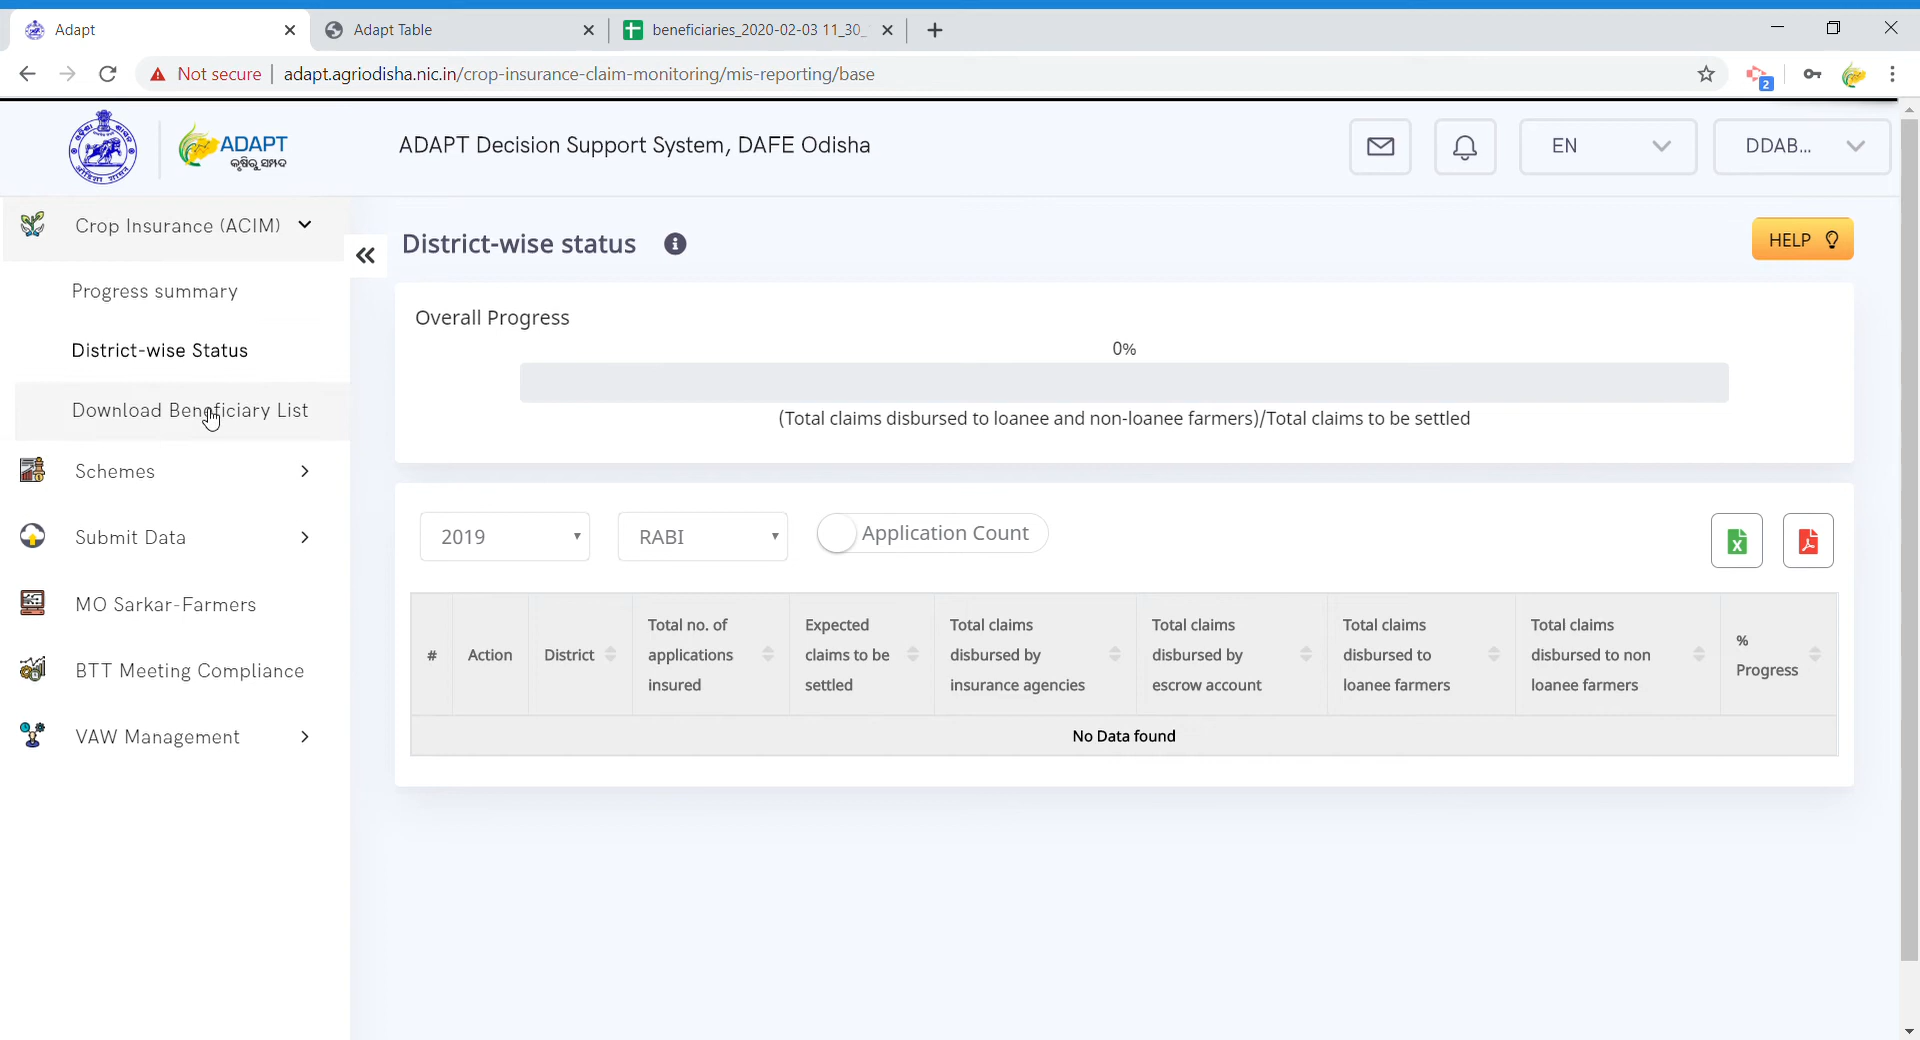 Adapt
Adapt Table
beneficiaries_2020-02-03 11_30_
Not secure | adapt.agriodisha.nic.in/crop-insurance-claim-monitoring/mis-reporting/base
2
ADAPT
କୃଷିରୁ ସମ୍ପଦ
ADAPT Decision Support System, DAFE Odisha
EN
DDAB...
Crop Insurance (ACIM)
Progress summary
District-wise Status
Download Beneficiary List
Schemes
Submit Data
MO Sarkar-Farmers
BTT Meeting Compliance
VAW Management
District-wise status
HELP
Overall Progress
0%
(Total claims disbursed to loanee and non-loanee farmers)/Total claims to be settled
2019
RABI
Application Count
#
Action
District
Total no. of
applications
insured
Expected
claims to be
settled
Total claims
disbursed by
insurance agencies
Total claims
disbursed by
escrow account
Total claims
disbursed to
loanee farmers
Total claims
disbursed to non
loanee farmers
%
Progress
No Data found